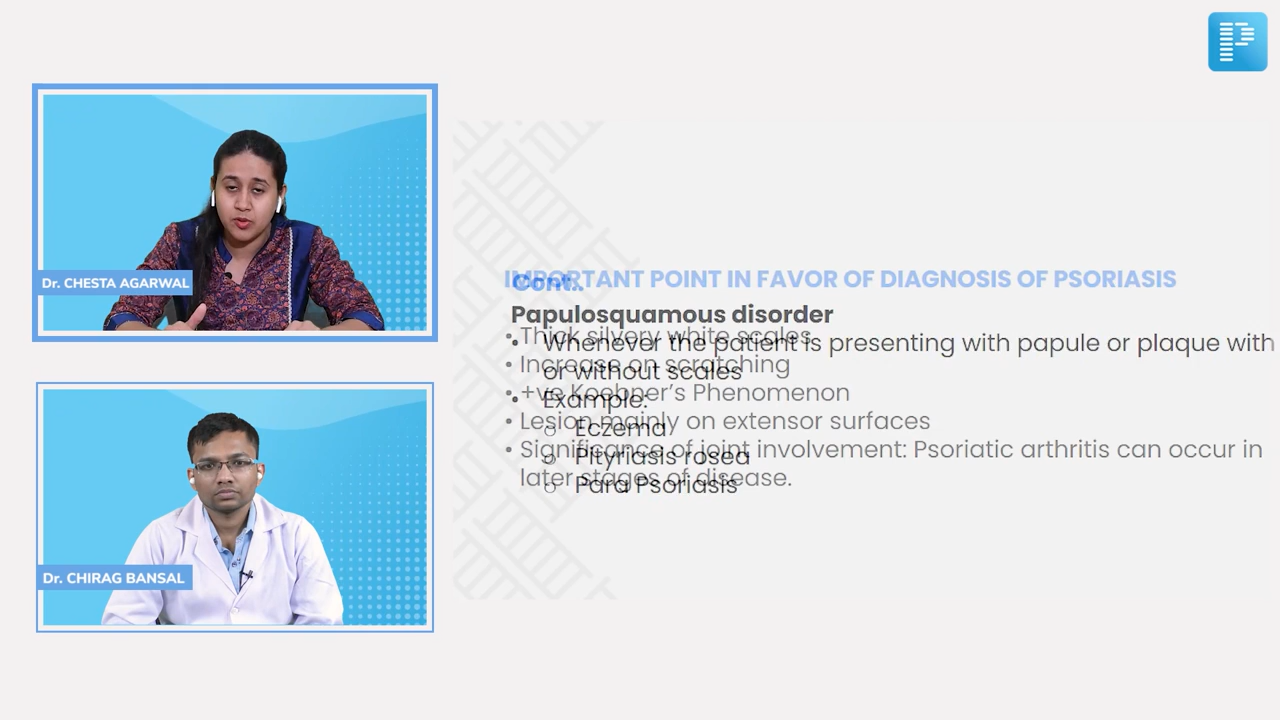 Dr. CHESTA AGARWAL
Dr. CHIRAG BANSAL
IMPORTANT POINT IN FAVOR OF DIAGNOSIS OF PSORIASIS
• Thick silvery white scales
• Increase on scratching
• +ve Koebner's Phenomenon
• Lesion mainly on extensor surfaces
• Significance of joint involvement: Psoriatic arthritis can occur in
later stages of disease.
Cont..
Papulosquamous disorder
• Whenever the patient is presenting with papule or plaque with
or without scales
• Example:
○ Eczema
○ Pityriasis rosea
○ Para Psoriasis